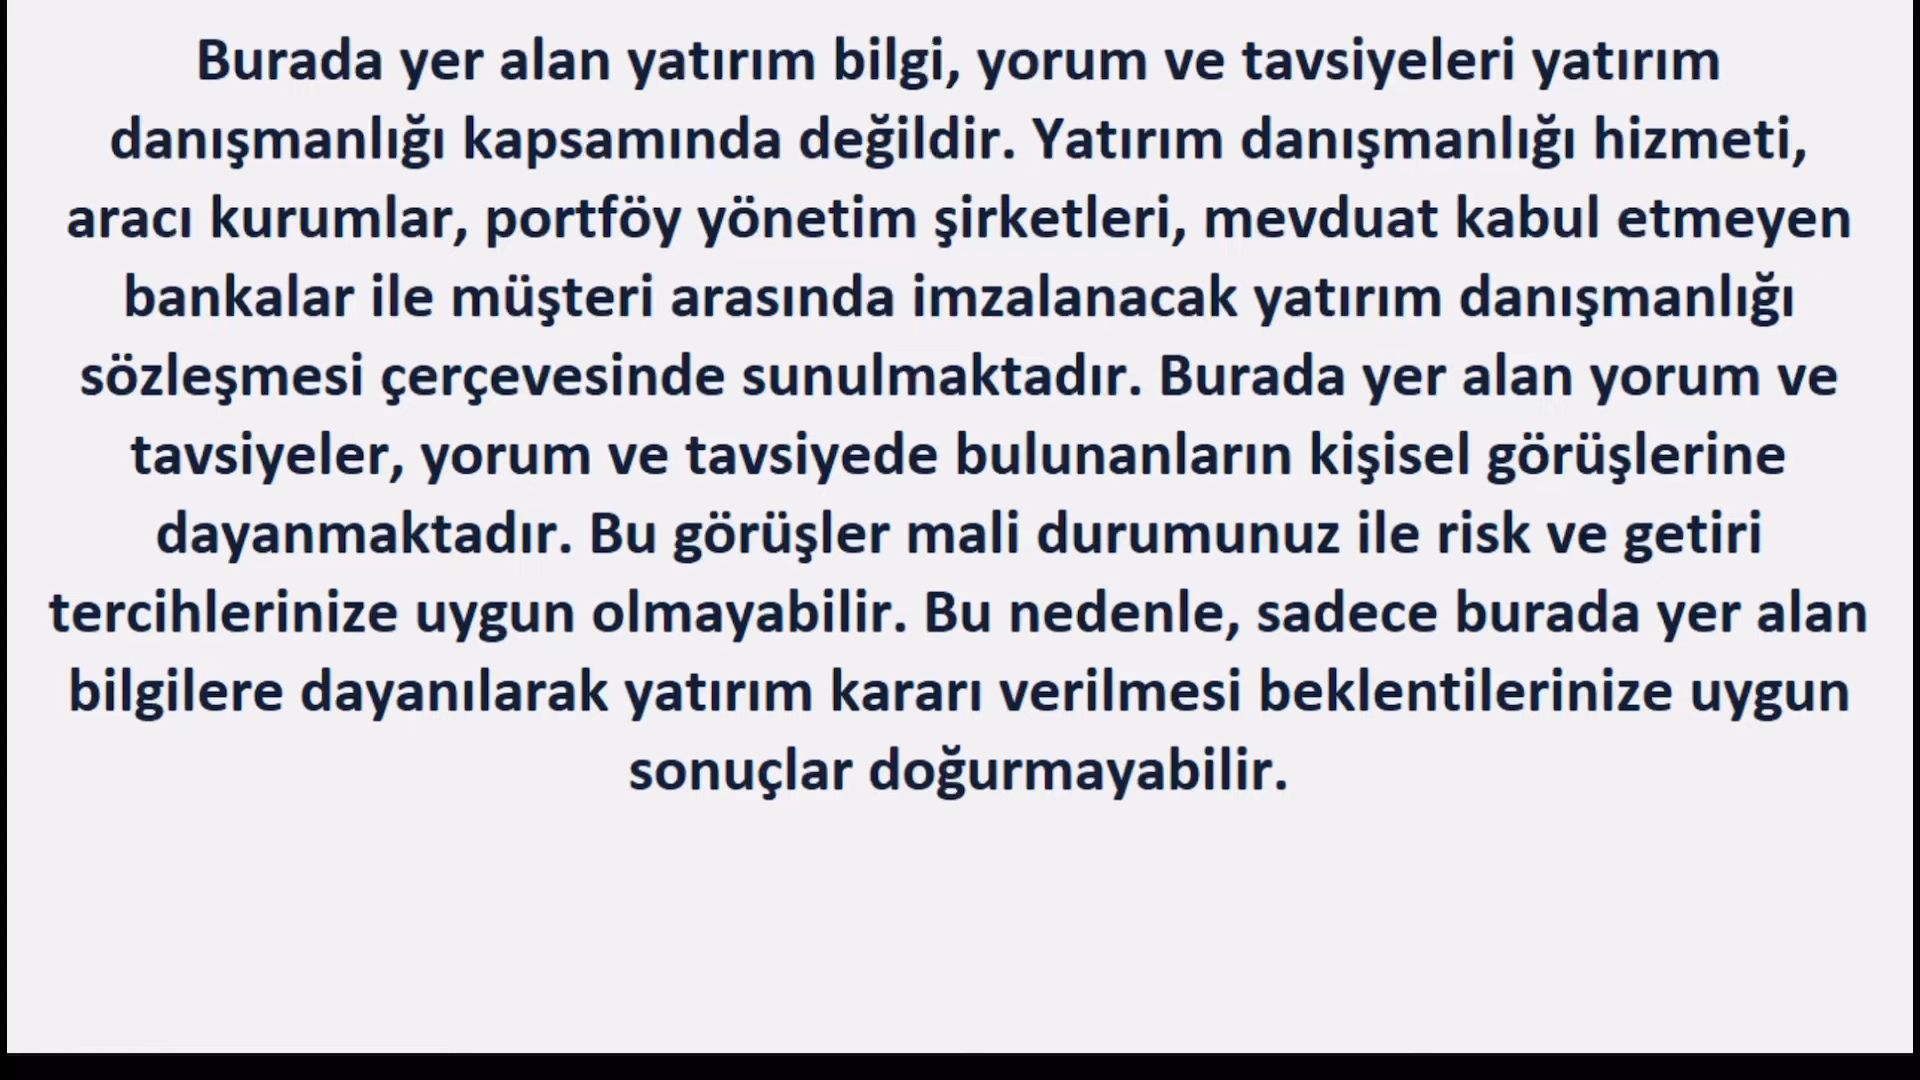 Burada yer alan yatırım bilgi, yorum ve tavsiyeleri yatırım
danışmanlığı kapsamında değildir. Yatırım danışmanlığı hizmeti,
aracı kurumlar, portföy yönetim şirketleri, mevduat kabul etmeyen
bankalar ile müşteri arasında imzalanacak yatırım danışmanlığı
sözleşmesi çerçevesinde sunulmaktadır. Burada yer alan yorum ve
tavsiyeler, yorum ve tavsiyede bulunanların kişisel görüşlerine
dayanmaktadır. Bu görüşler mali durumunuz ile risk ve getiri
tercihlerinize uygun olmayabilir. Bu nedenle, sadece burada yer alan
bilgilere dayanılarak yatırım kararı verilmesi beklentilerinize uygun
sonuçlar doğurmayabilir.